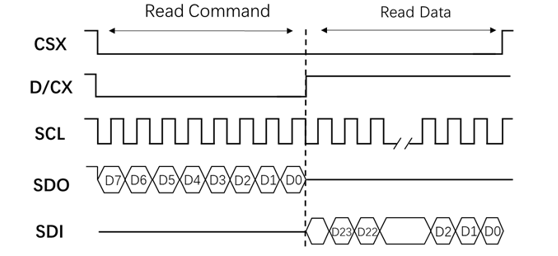 Read Command Read Data
CSX
D/CX
SCL
SDO D7 D6 D5 D4 D3 D2 D1 D0
SDI D23 D22 D2 D1 D0